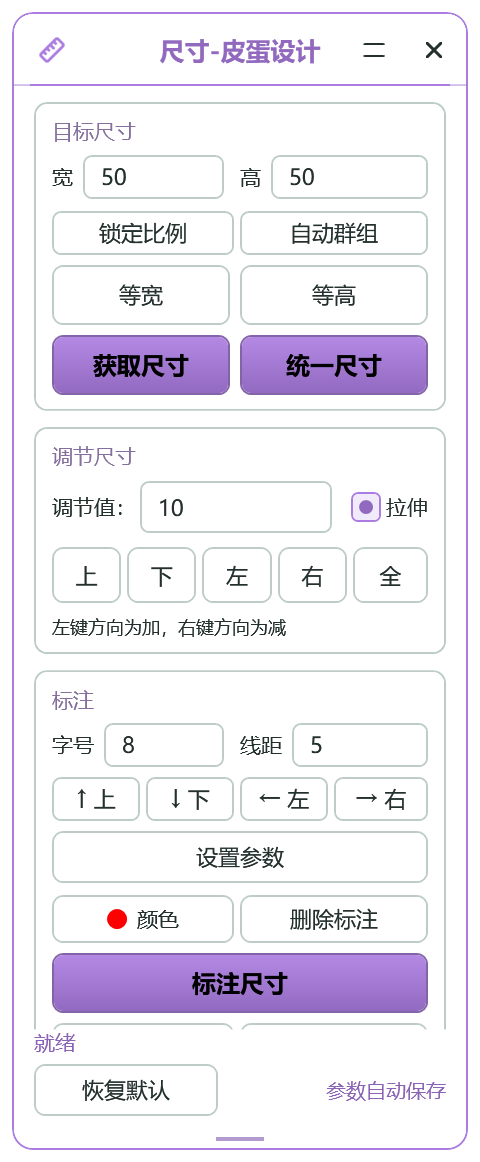 尺寸-皮蛋设计
目标尺寸
宽 50 高 50
锁定比例 自动群组
等宽 等高
获取尺寸 统一尺寸
调节尺寸
调节值： 10 拉伸
上 下 左 右 全
左键方向为加，右键方向为减
标注
字号 8 线距 5
↑上 ↓下 ←左 →右
设置参数
颜色 删除标注
标注尺寸
就绪
恢复默认 参数自动保存